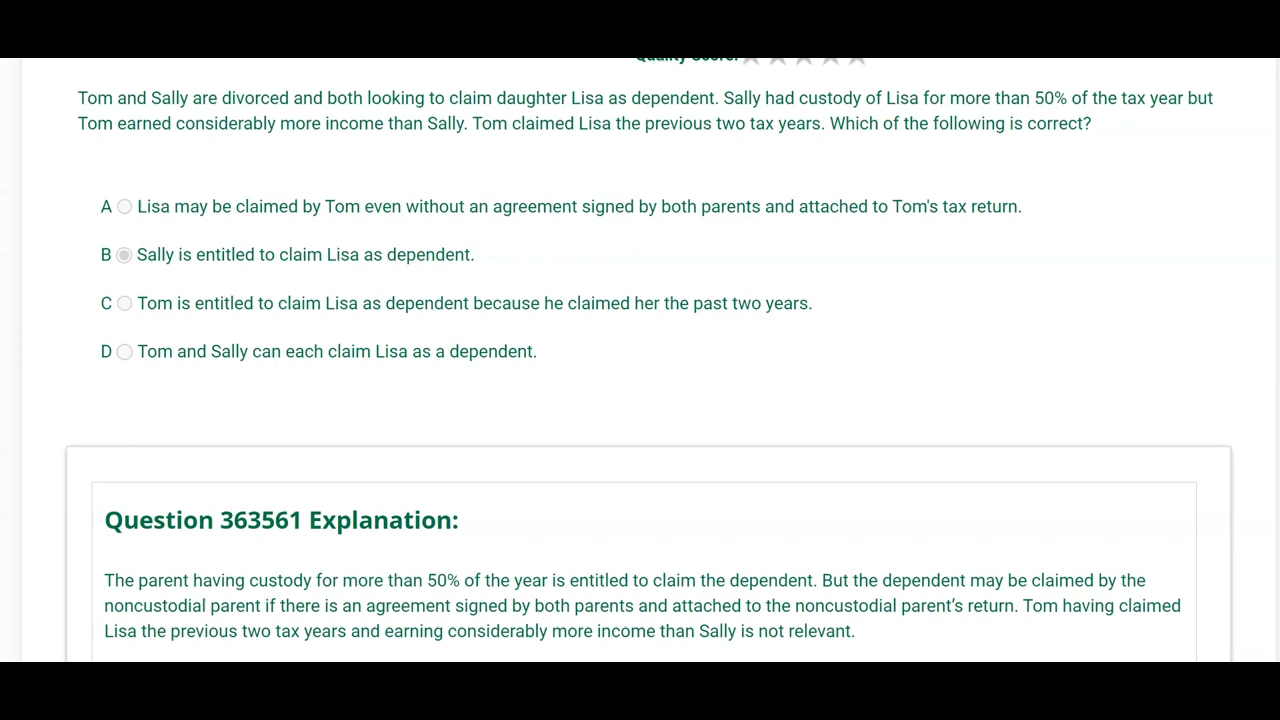 Quality Score:
Tom and Sally are divorced and both looking to claim daughter Lisa as dependent. Sally had custody of Lisa for more than 50% of the tax year but
Tom earned considerably more income than Sally. Tom claimed Lisa the previous two tax years. Which of the following is correct?
A Lisa may be claimed by Tom even without an agreement signed by both parents and attached to Tom's tax return.
B Sally is entitled to claim Lisa as dependent.
C Tom is entitled to claim Lisa as dependent because he claimed her the past two years.
D Tom and Sally can each claim Lisa as a dependent.
Question 363561 Explanation:
The parent having custody for more than 50% of the year is entitled to claim the dependent. But the dependent may be claimed by the
noncustodial parent if there is an agreement signed by both parents and attached to the noncustodial parent’s return. Tom having claimed
Lisa the previous two tax years and earning considerably more income than Sally is not relevant.